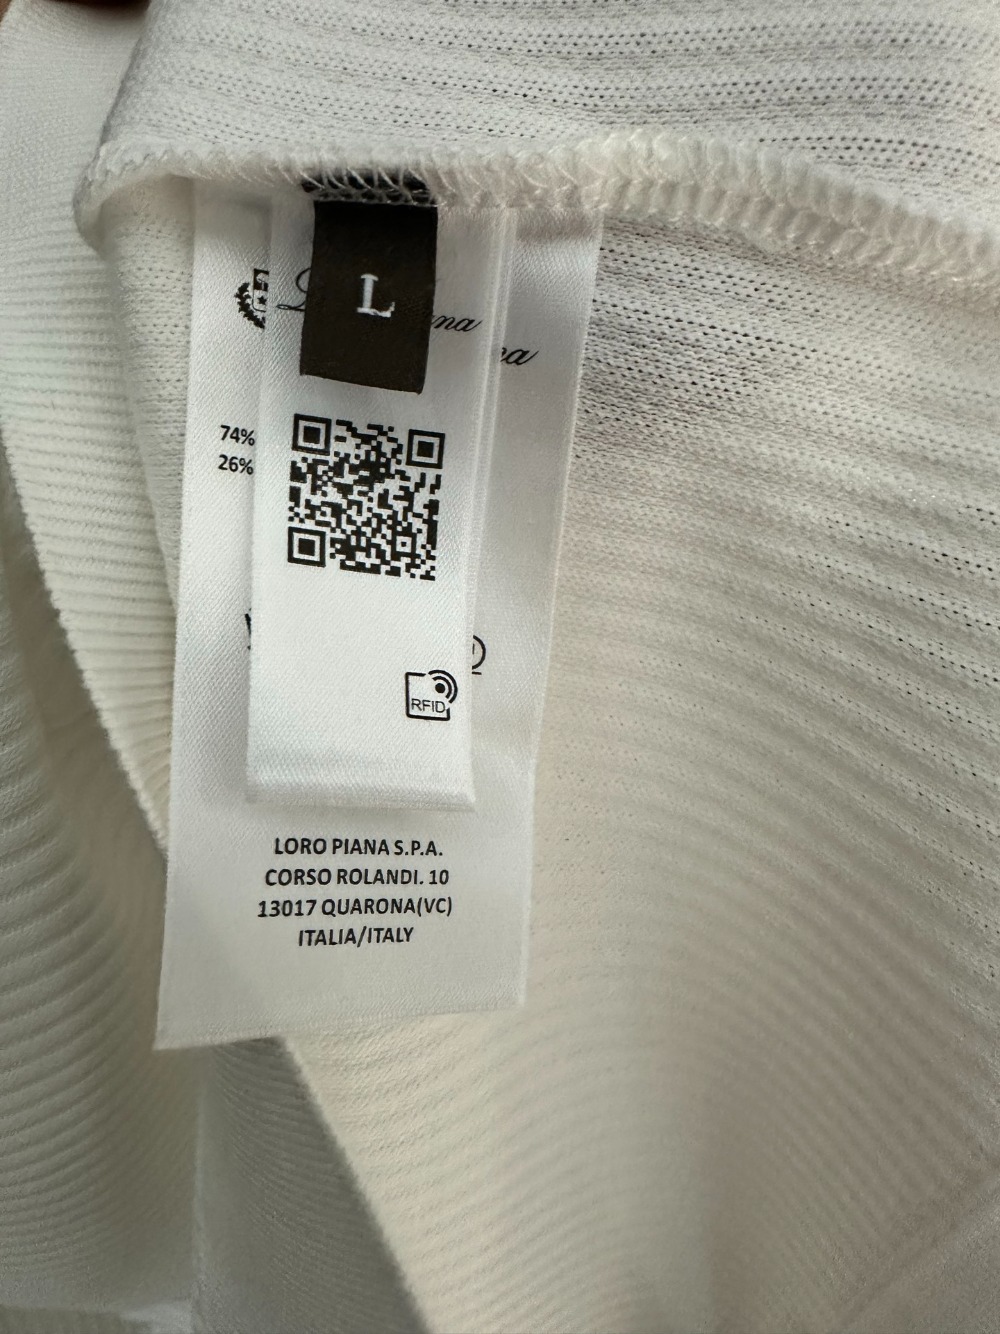 L
74%
26%
RFID
LORO PIANA S.P.A.
CORSO ROLANDI. 10
13017 QUARONA(VC)
ITALIA/ITALY